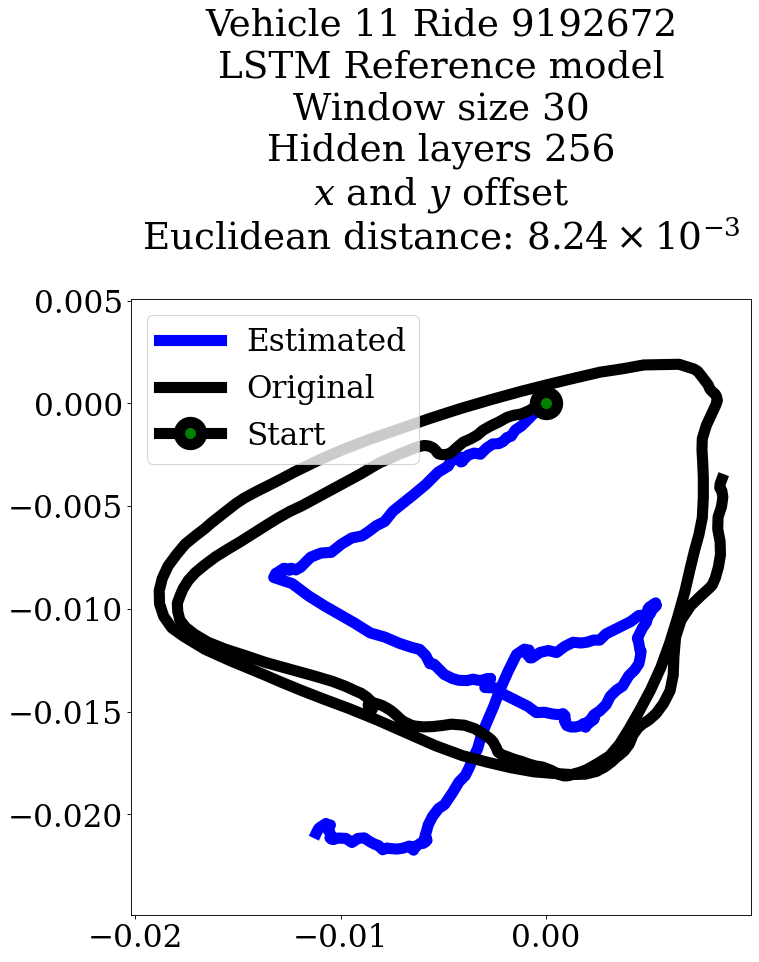 Vehicle 11 Ride 9192672
LSTM Reference model
Window size 30
Hidden layers 256
x and y offset
Euclidean distance: 8.24 × 10⁻³
0.005
Estimated
0.000
Original
Start
−0.005
−0.010
−0.015
−0.020
−0.02 −0.01 0.00